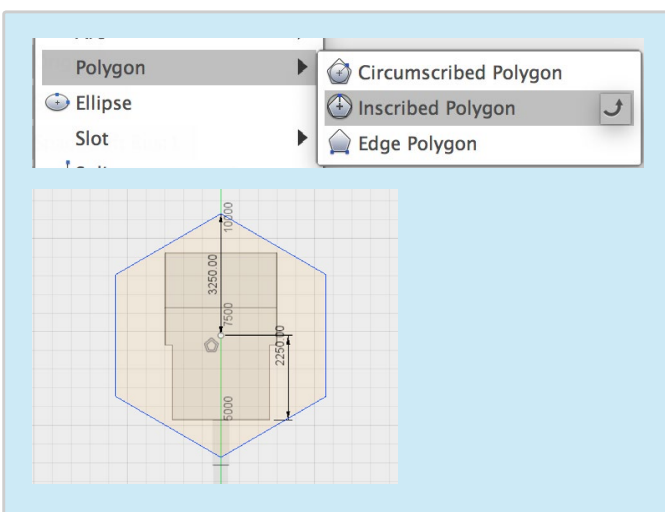 Polygon
Circumscribed Polygon
Ellipse
Inscribed Polygon
Slot
Edge Polygon
10000
3250.00
7500
2250.00
5000